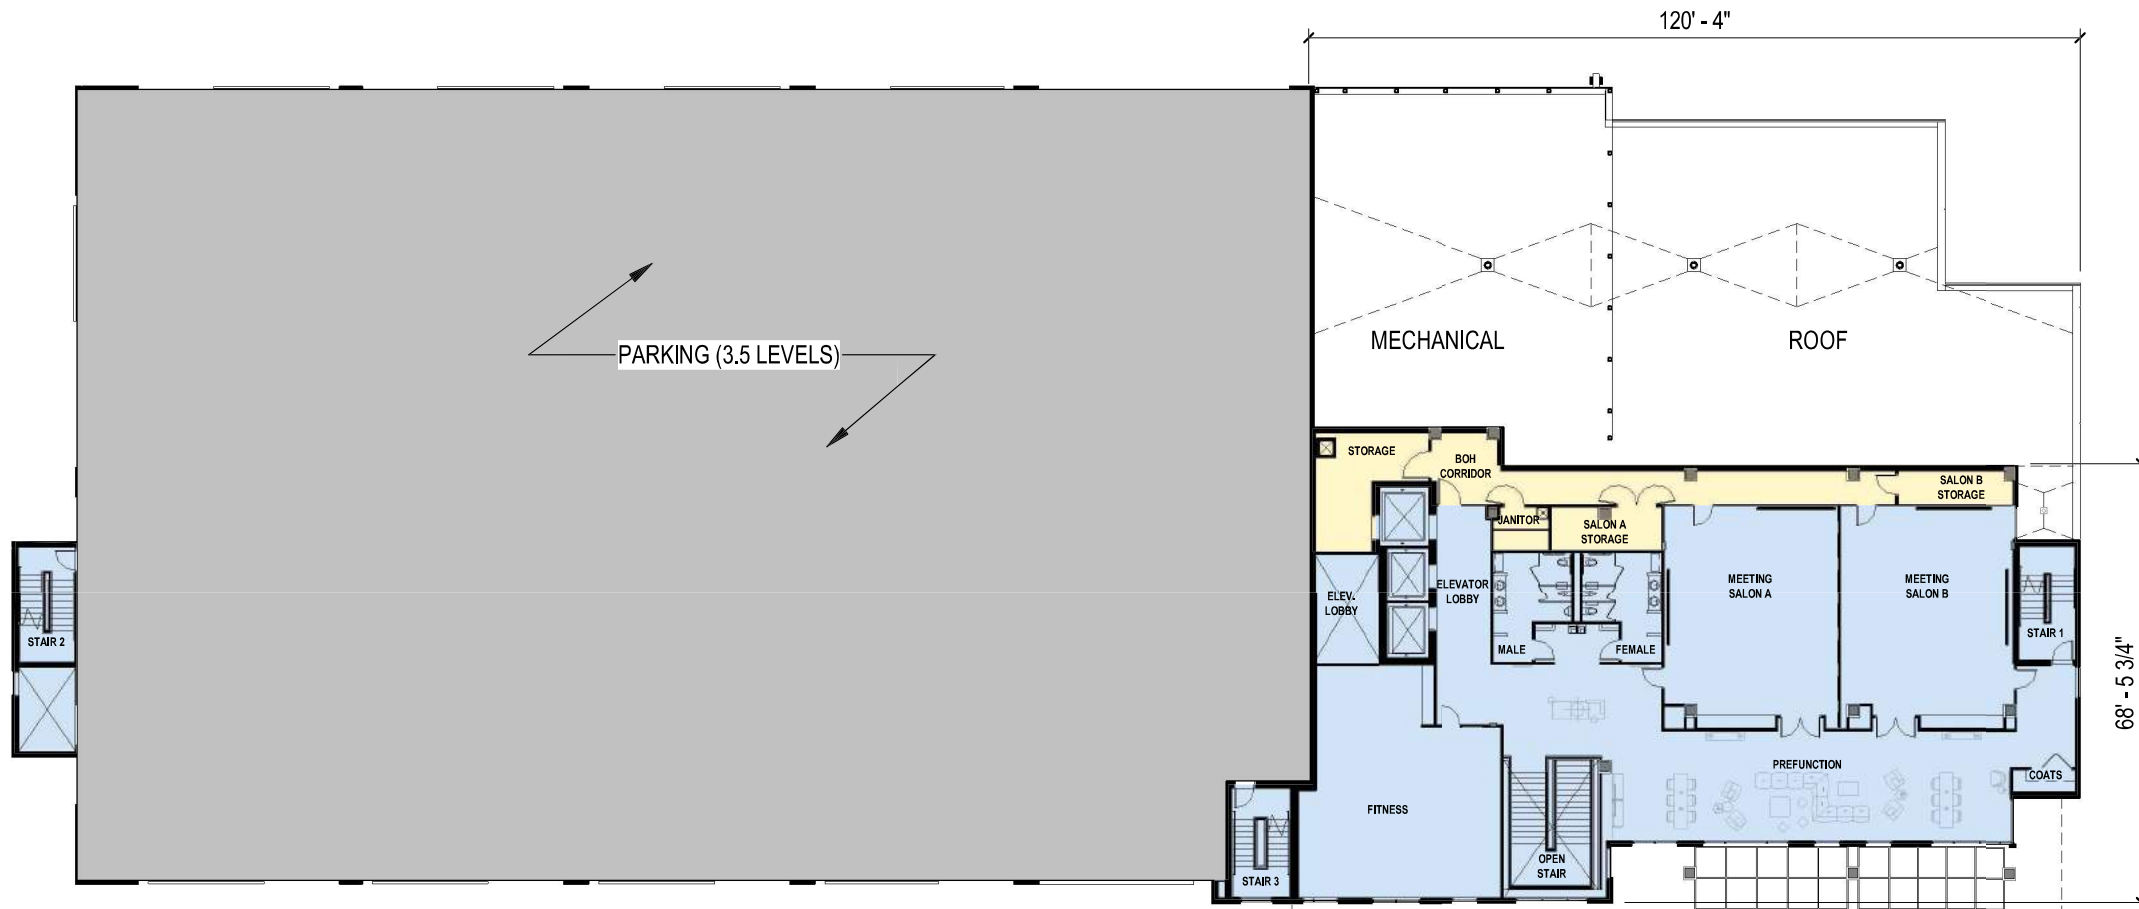 120' - 4"
PARKING (3.5 LEVELS)
MECHANICAL
ROOF
STORAGE
BOH
CORRIDOR
SALON B
STORAGE
JANITOR
SALON A
STORAGE
ELEV.
LOBBY
ELEVATOR
LOBBY
MEETING
SALON A
MEETING
SALON B
STAIR 2
STAIR 1
MALE
FEMALE
68' - 5 3/4"
PREFUNCTION
COATS
FITNESS
OPEN
STAIR
STAIR 3